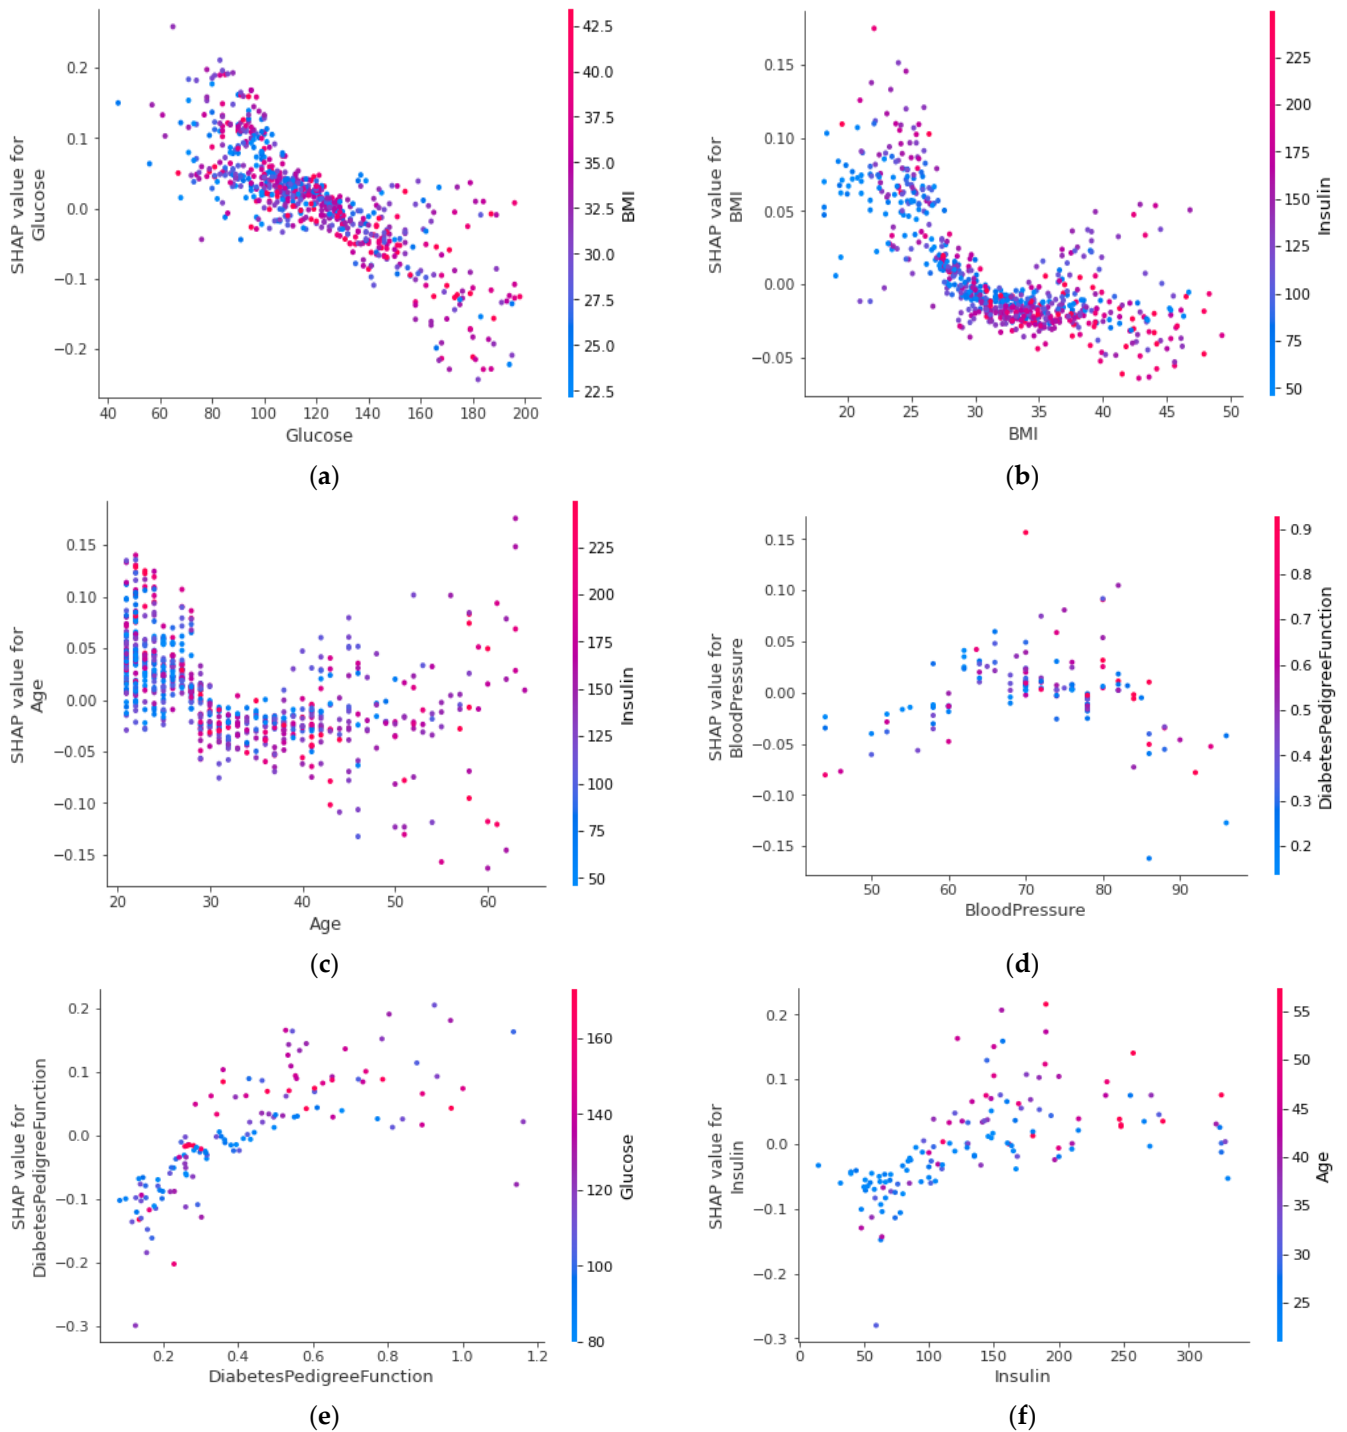 0.2
0.1
0.0
−0.1
−0.2
SHAP value for
Glucose
40 60 80 100 120 140 160 180 200
Glucose
42.5
40.0
37.5
35.0
32.5
30.0
27.5
25.0
22.5
BMI
(a)
0.15
0.10
0.05
0.00
−0.05
SHAP value for
BMI
20 25 30 35 40 45 50
BMI
225
200
175
150
125
100
75
50
Insulin
(b)
0.15
0.10
0.05
0.00
−0.05
−0.10
−0.15
SHAP value for
Age
20 30 40 50 60
Age
225
200
175
150
125
100
75
50
Insulin
(c)
0.15
0.10
0.05
0.00
−0.05
−0.10
−0.15
SHAP value for
BloodPressure
50 60 70 80 90
BloodPressure
0.9
0.8
0.7
0.6
0.5
0.4
0.3
0.2
DiabetesPedigreeFunction
(d)
0.2
0.1
0.0
−0.1
−0.2
−0.3
SHAP value for
DiabetesPedigreeFunction
0.2 0.4 0.6 0.8 1.0 1.2
DiabetesPedigreeFunction
160
140
120
100
80
Glucose
(e)
0.2
0.1
0.0
−0.1
−0.2
−0.3
SHAP value for
Insulin
0 50 100 150 200 250 300
Insulin
55
50
45
40
35
30
25
Age
(f)